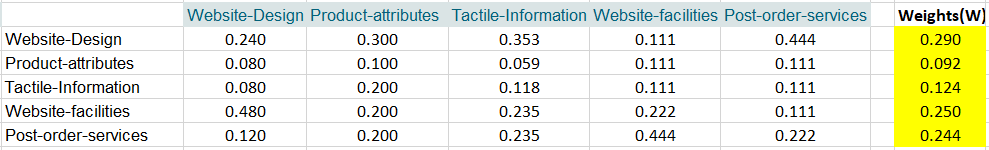 Website-Design Product-attributes Tactile-Information Website-facilities Post-order-services Weights(W)
Website-Design 0.240 0.300 0.353 0.111 0.444 0.290
Product-attributes 0.080 0.100 0.059 0.111 0.111 0.092
Tactile-Information 0.080 0.200 0.118 0.111 0.111 0.124
Website-facilities 0.480 0.200 0.235 0.222 0.111 0.250
Post-order-services 0.120 0.200 0.235 0.444 0.222 0.244